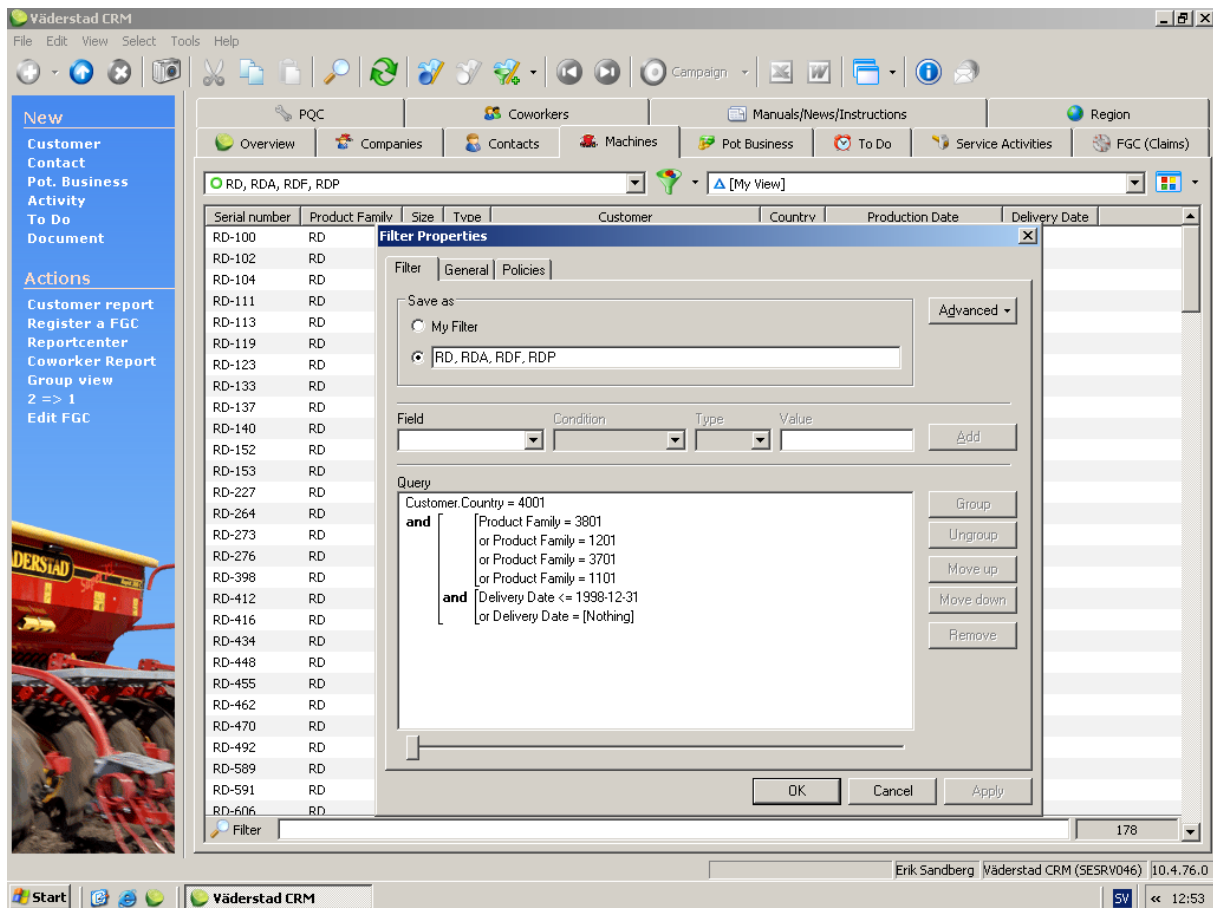 Väderstad CRM
File Edit View Select Tools Help
Campaign
New
Customer
Contact
Pot. Business
Activity
To Do
Document
Actions
Customer report
Register a FGC
Reportcenter
Coworker Report
Group view
2 => 1
Edit FGC
PQC Coworkers Manuals/News/Instructions Region
Overview Companies Contacts Machines Pot Business To Do Service Activities FGC (Claims)
RD, RDA, RDF, RDP [My View]
Serial number Product Family Size Type Customer Country Production Date Delivery Date
RD-100 RD
RD-102 RD
RD-104 RD
RD-111 RD
RD-113 RD
RD-119 RD
RD-123 RD
RD-133 RD
RD-137 RD
RD-140 RD
RD-152 RD
RD-153 RD
RD-227 RD
RD-264 RD
RD-273 RD
RD-276 RD
RD-398 RD
RD-412 RD
RD-416 RD
RD-434 RD
RD-448 RD
RD-455 RD
RD-462 RD
RD-470 RD
RD-492 RD
RD-589 RD
RD-591 RD
RD-606 RD
Filter Properties
Filter General Policies
Save as
My Filter
RD, RDA, RDF, RDP
Advanced
Field Condition Type Value
Add
Query
Customer.Country = 4001
and [Product Family = 3801
or Product Family = 1201
or Product Family = 3701
or Product Family = 1101
and [Delivery Date <= 1998-12-31
or Delivery Date = [Nothing]
Group
Ungroup
Move up
Move down
Remove
OK Cancel Apply
Filter 178
Erik Sandberg Väderstad CRM (SESRV046) 10.4.76.0
Start Väderstad CRM SV « 12:53